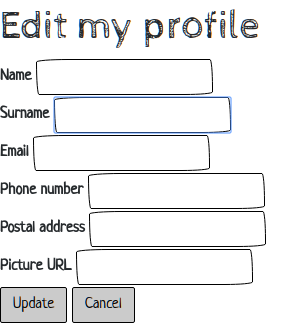 Edit my profile
Name
Surname
Email
Phone number
Postal address
Picture URL
Update Cancel